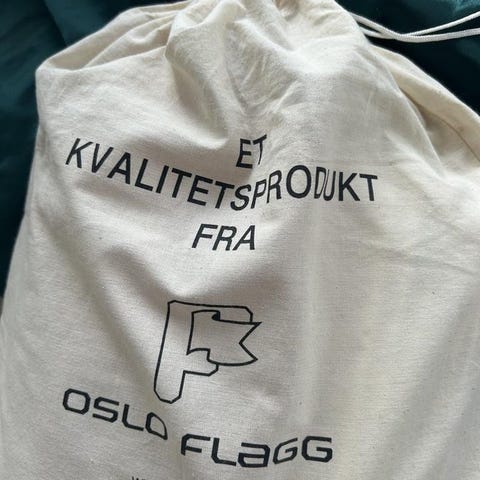 ET
KVALITETSPRODUKT
FRA
OSLO FLAGG